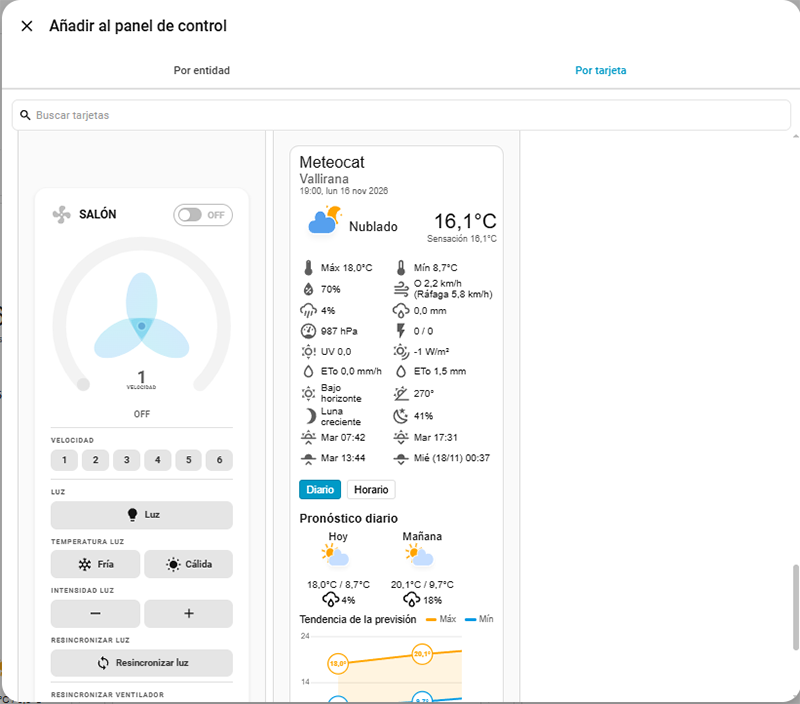 Añadir al panel de control
Por entidad
Por tarjeta
Buscar tarjetas
SALÓN
OFF
1
VELOCIDAD
OFF
VELOCIDAD
1 2 3 4 5 6
LUZ
Luz
TEMPERATURA LUZ
Fría Cálida
INTENSIDAD LUZ
− +
RESINCRONIZAR LUZ
Resincronizar luz
RESINCRONIZAR VENTILADOR
Meteocat
Vallirana
19:00, lun 16 nov 2026
Nublado
16,1°C
Sensación 16,1°C
Máx 18,0°C
Mín 8,7°C
70%
O 2,2 km/h
(Ráfaga 5,8 km/h)
4%
0,0 mm
987 hPa
0 / 0
UV 0,0
-1 W/m²
ETo 0,0 mm/h
ETo 1,5 mm
Bajo
horizonte
270°
Luna
creciente
41%
Mar 07:42
Mar 17:31
Mar 13:44
Mié (18/11) 00:37
Diario Horario
Pronóstico diario
Hoy Mañana
18,0°C / 8,7°C 20,1°C / 9,7°C
4% 18%
Tendencia de la previsión Máx Mín
24
20,1°
18,0°
14